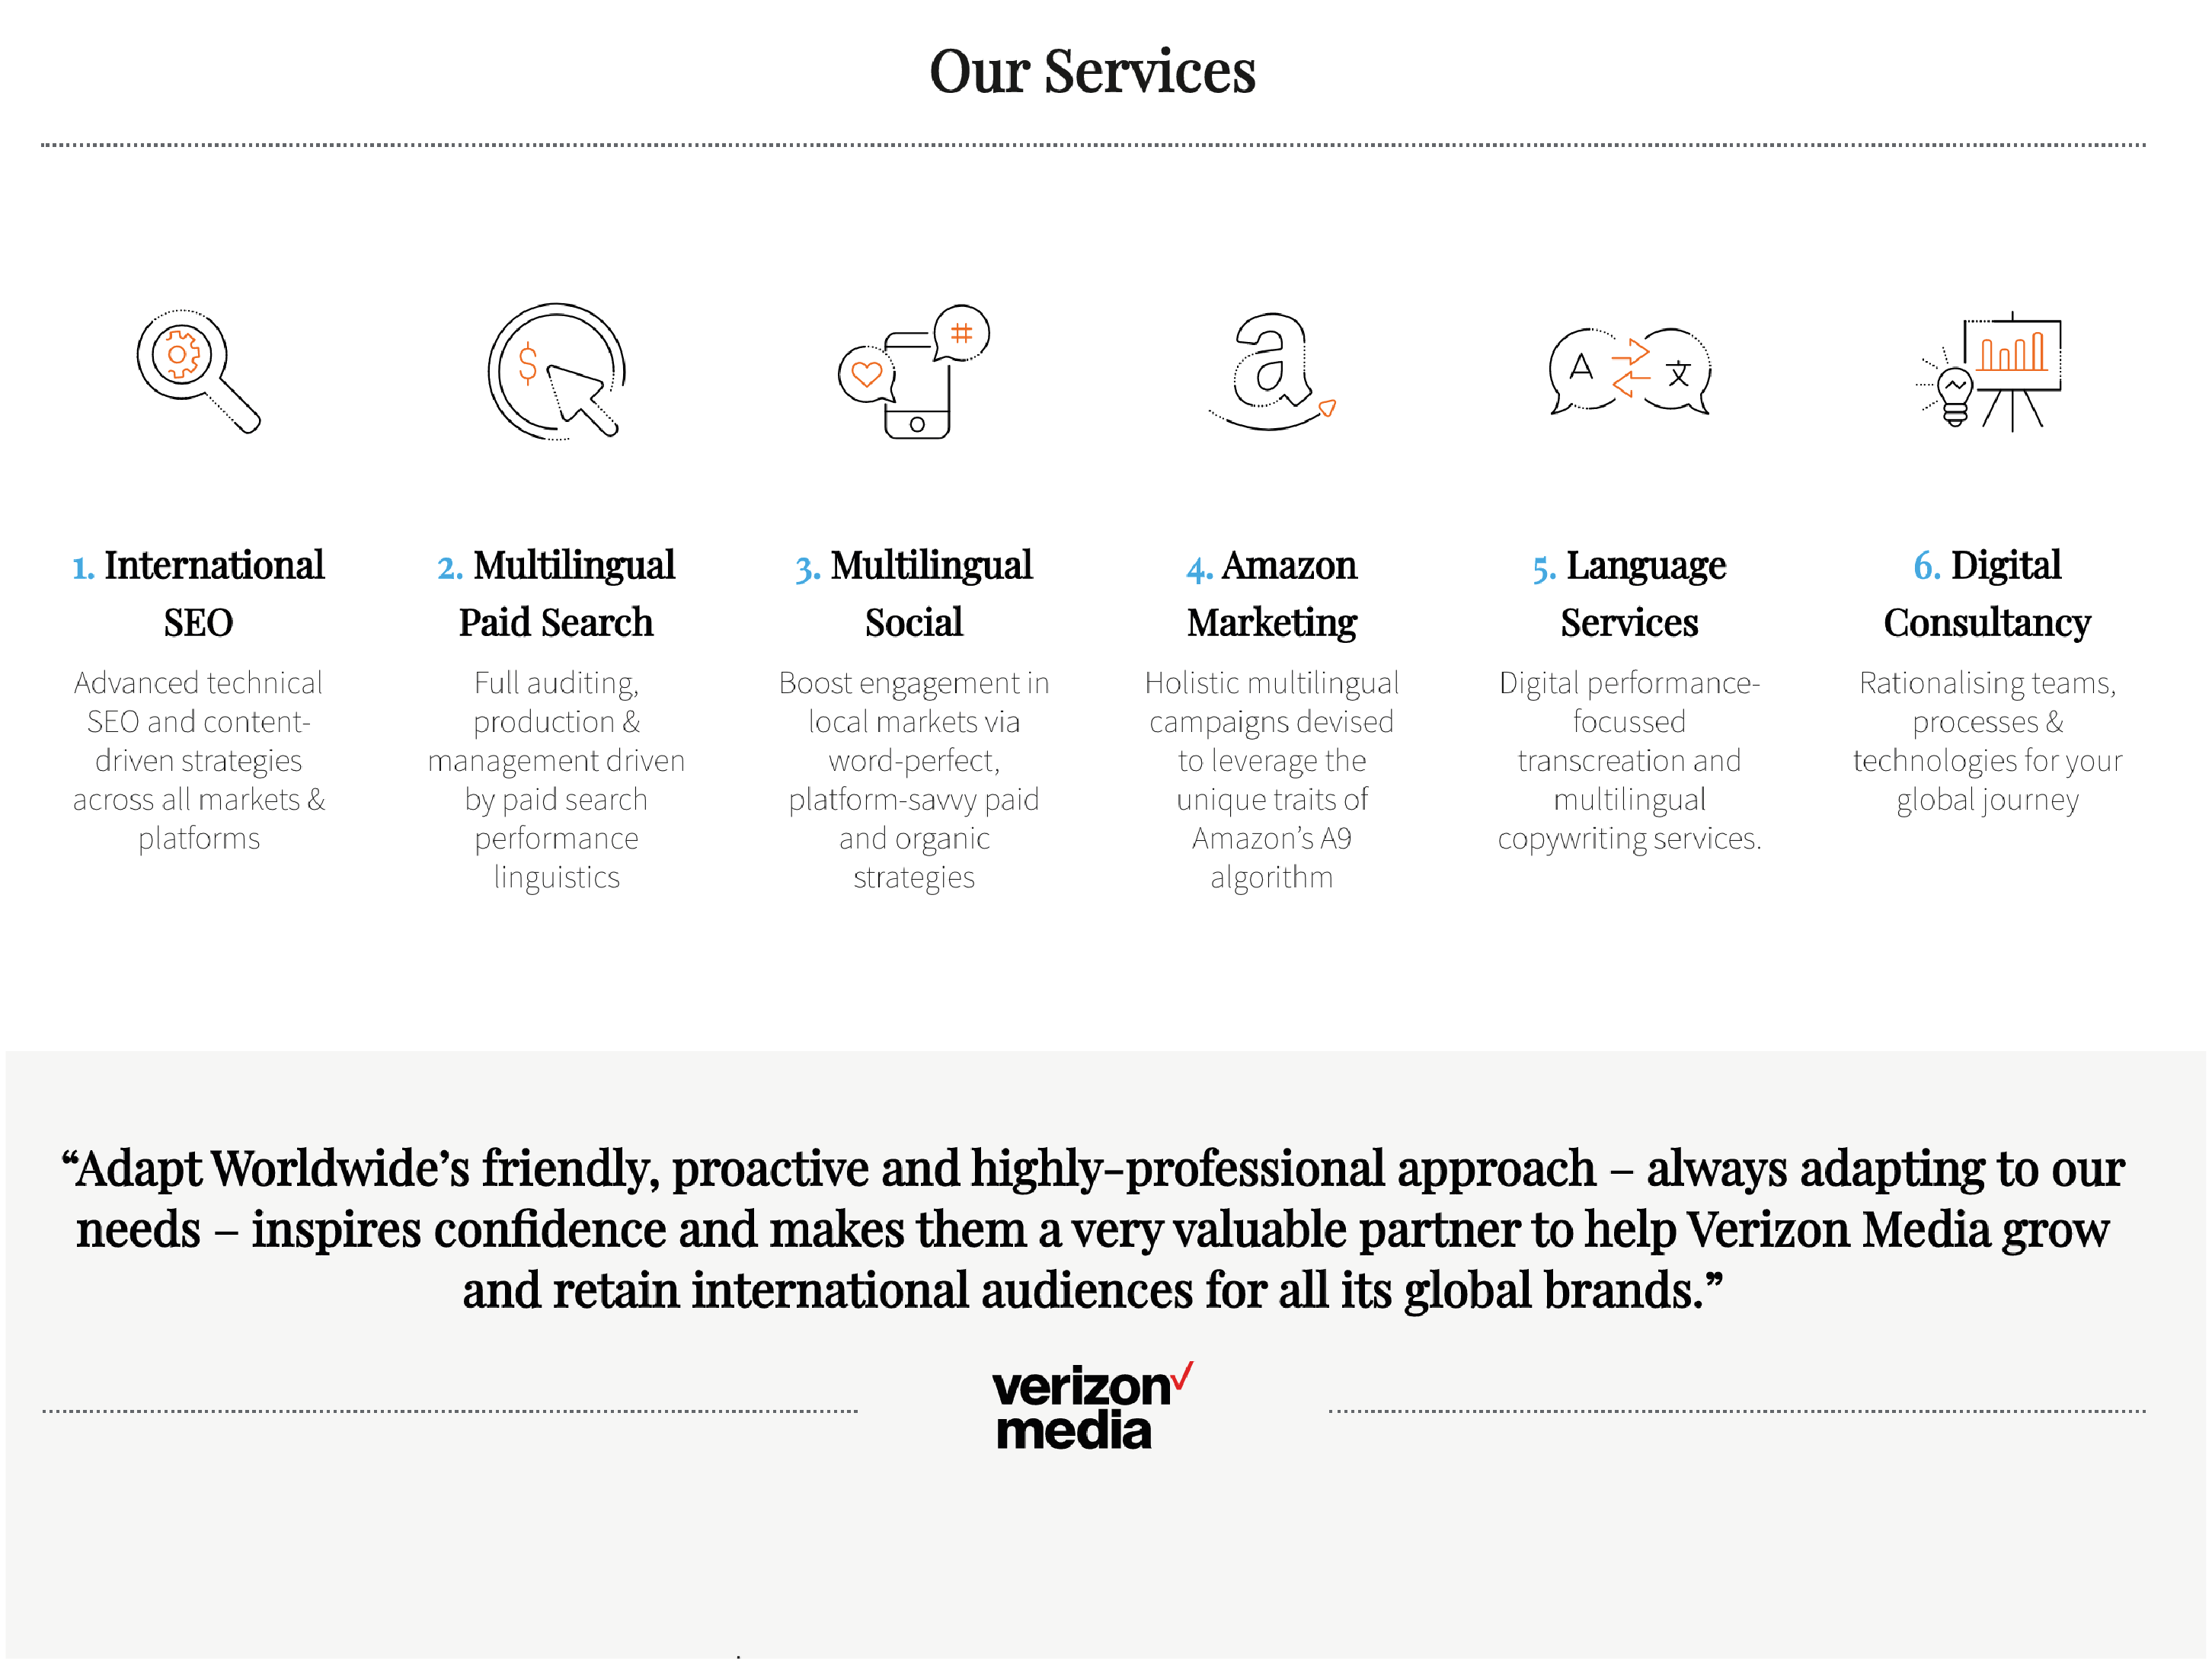 Our Services
$
#
a
A
文
1. International
SEO
Advanced technical
SEO and content-
driven strategies
across all markets &
platforms
2. Multilingual
Paid Search
Full auditing,
production &
management driven
by paid search
performance
linguistics
3. Multilingual
Social
Boost engagement in
local markets via
word-perfect,
platform-savvy paid
and organic
strategies
4. Amazon
Marketing
Holistic multilingual
campaigns devised
to leverage the
unique traits of
Amazon’s A9
algorithm
5. Language
Services
Digital performance-
focussed
transcreation and
multilingual
copywriting services.
6. Digital
Consultancy
Rationalising teams,
processes &
technologies for your
global journey
“Adapt Worldwide’s friendly, proactive and highly-professional approach – always adapting to our
needs – inspires confidence and makes them a very valuable partner to help Verizon Media grow
and retain international audiences for all its global brands.”
verizon
media